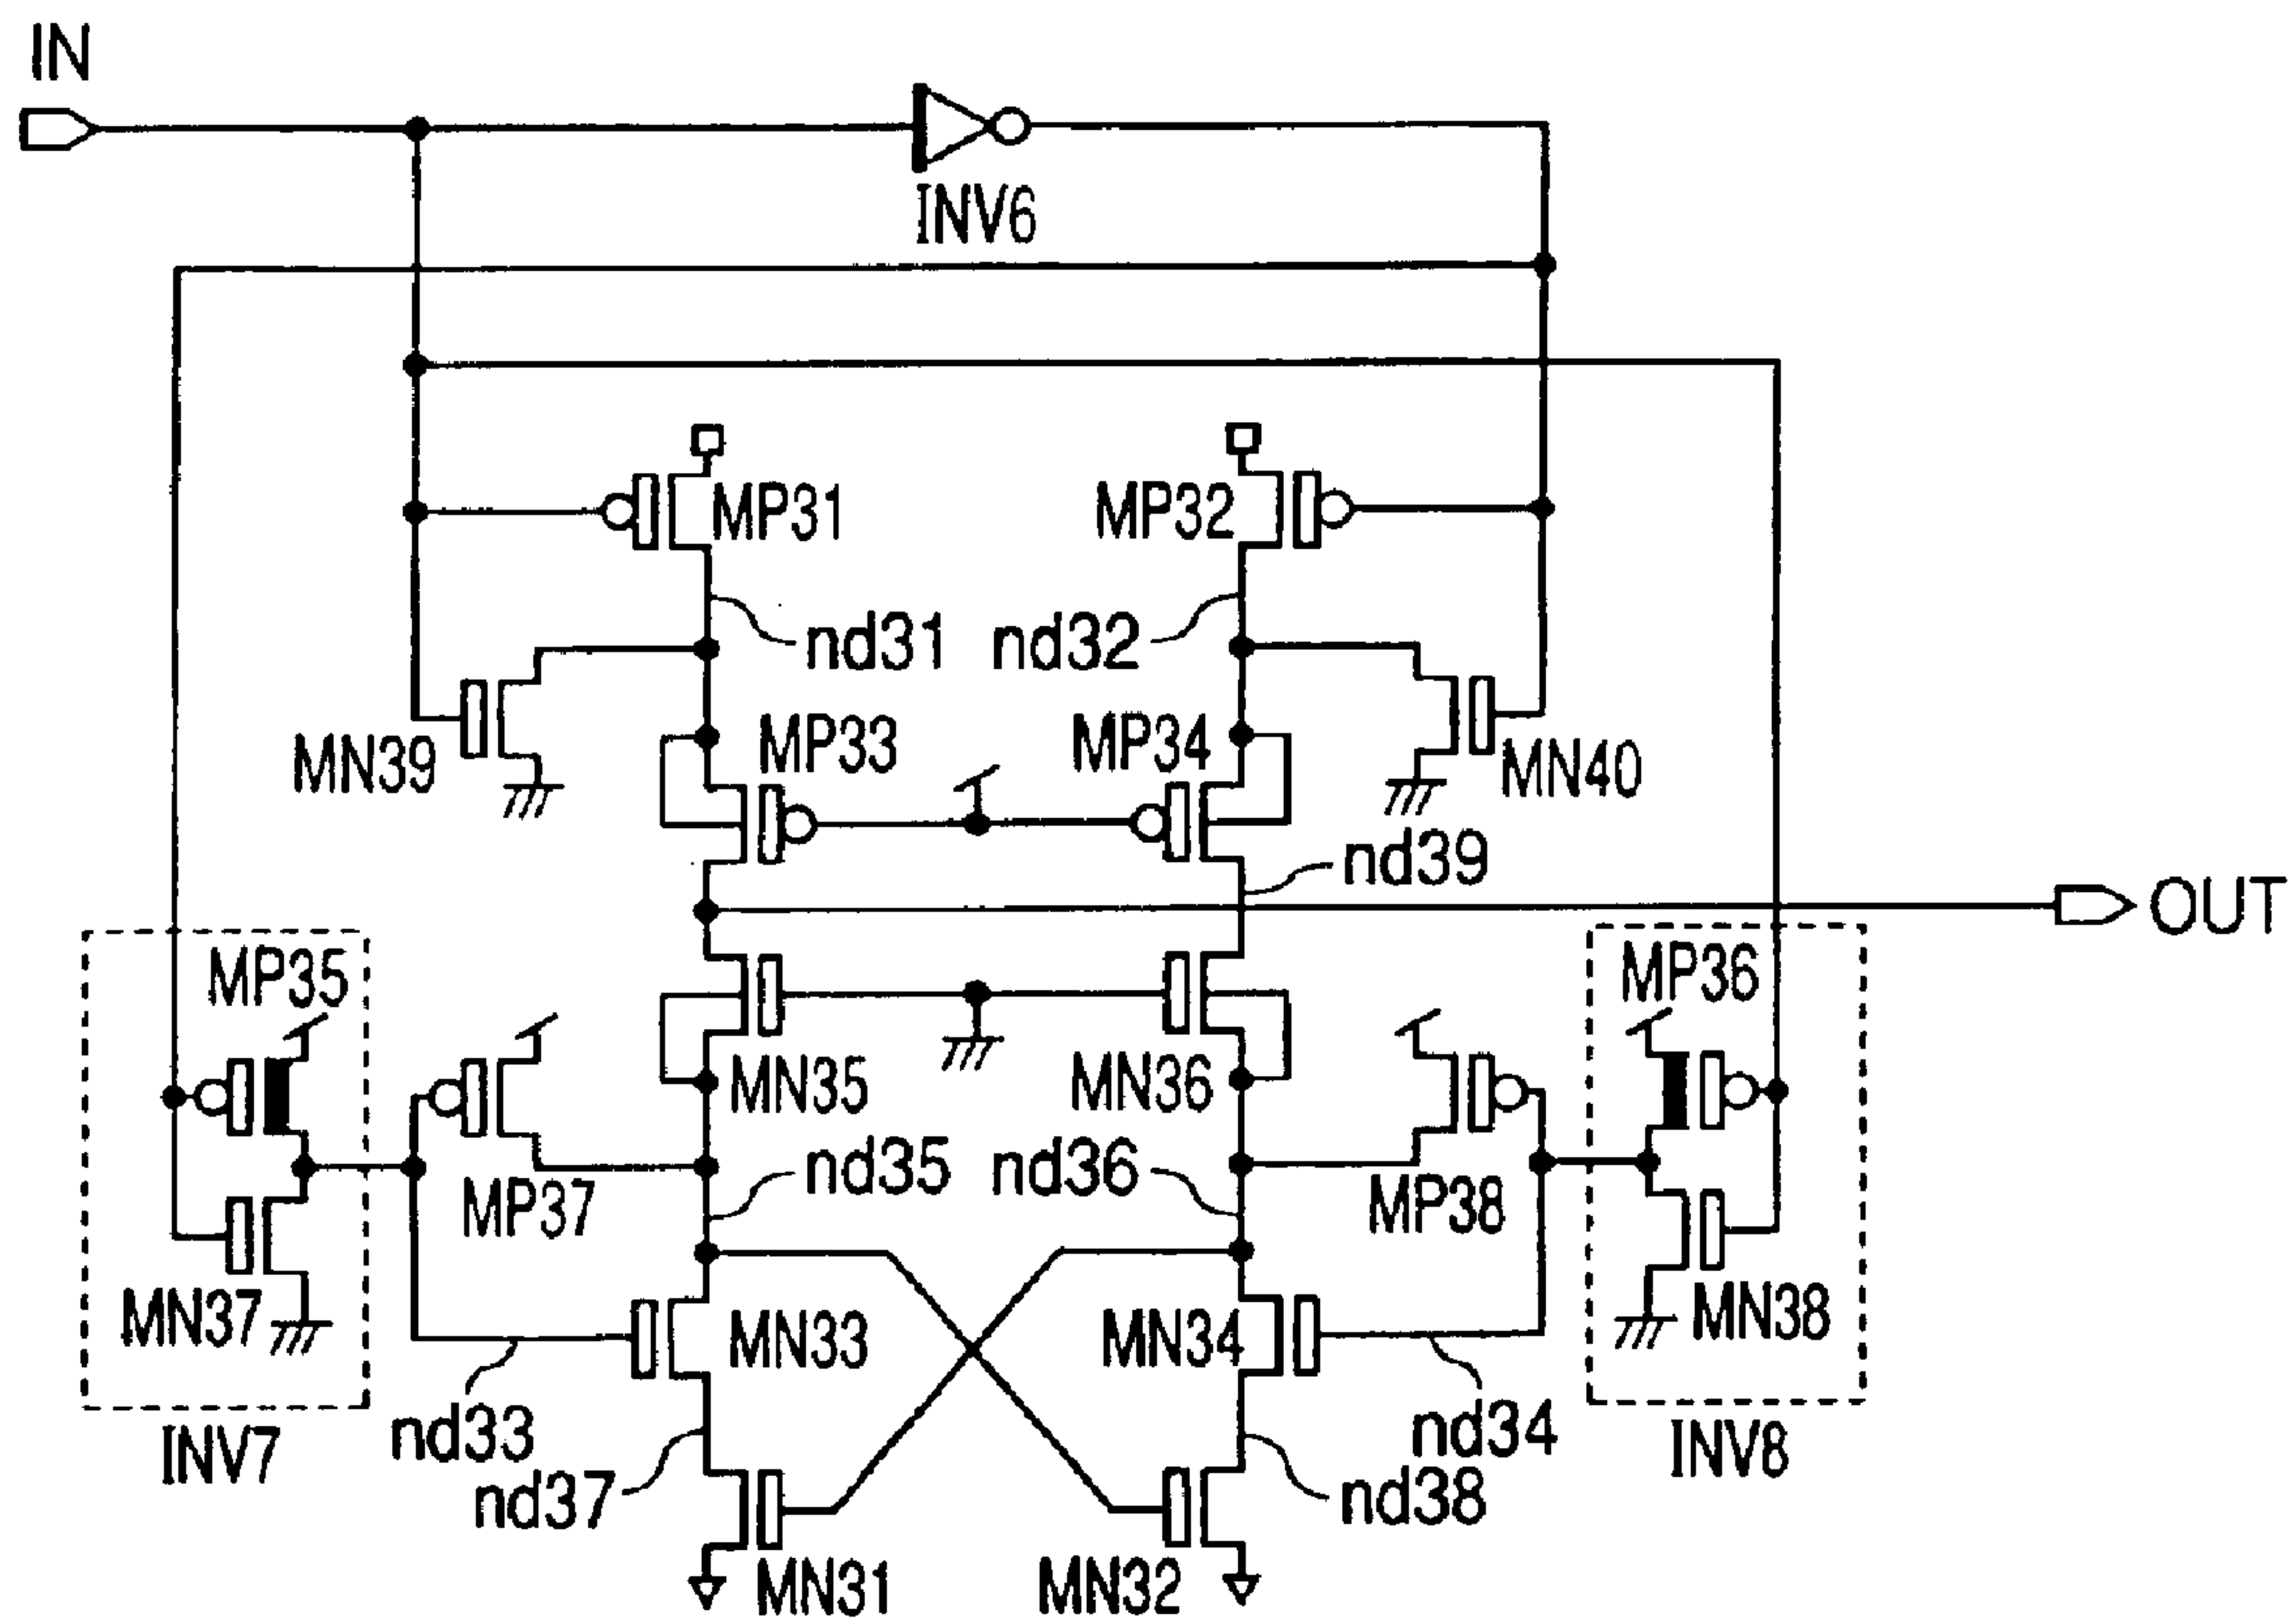 IN
INV6
MP31
MP32
nd31
nd32
MN39
MP33
MP34
MN40
nd39
OUT
MP35
MP36
MN35
MN36
MP37
nd35
nd36
MP38
MN37
MN33
MN34
MN38
INV7
nd33
nd34
INV8
nd37
nd38
MN31
MN32